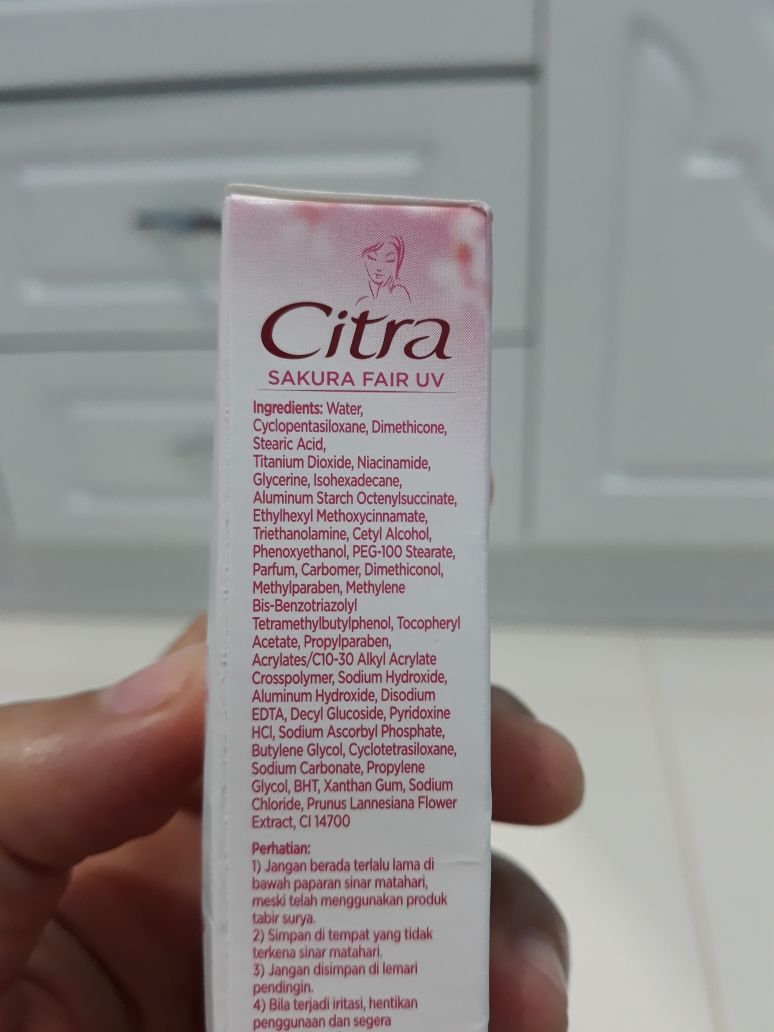 Citra
SAKURA FAIR UV
Ingredients: Water,
Cyclopentasiloxane, Dimethicone,
Stearic Acid,
Titanium Dioxide, Niacinamide,
Glycerine, Isohexadecane,
Aluminum Starch Octenylsuccinate,
Ethylhexyl Methoxycinnamate,
Triethanolamine, Cetyl Alcohol,
Phenoxyethanol, PEG-100 Stearate,
Parfum, Carbomer, Dimethiconol,
Methylparaben, Methylene
Bis-Benzotriazolyl
Tetramethylbutylphenol, Tocopheryl
Acetate, Propylparaben,
Acrylates/C10-30 Alkyl Acrylate
Crosspolymer, Sodium Hydroxide,
Aluminum Hydroxide, Disodium
EDTA, Decyl Glucoside, Pyridoxine
HCl, Sodium Ascorbyl Phosphate,
Butylene Glycol, Cyclotetrasiloxane,
Sodium Carbonate, Propylene
Glycol, BHT, Xanthan Gum, Sodium
Chloride, Prunus Lannesiana Flower
Extract, CI 14700
Perhatian:
1) Jangan berada terlalu lama di
bawah paparan sinar matahari,
meski telah menggunakan produk
tabir surya.
2) Simpan di tempat yang tidak
terkena sinar matahari.
3) Jangan disimpan di lemari
pendingin.
4) Bila terjadi iritasi, hentikan
penggunaan dan segera